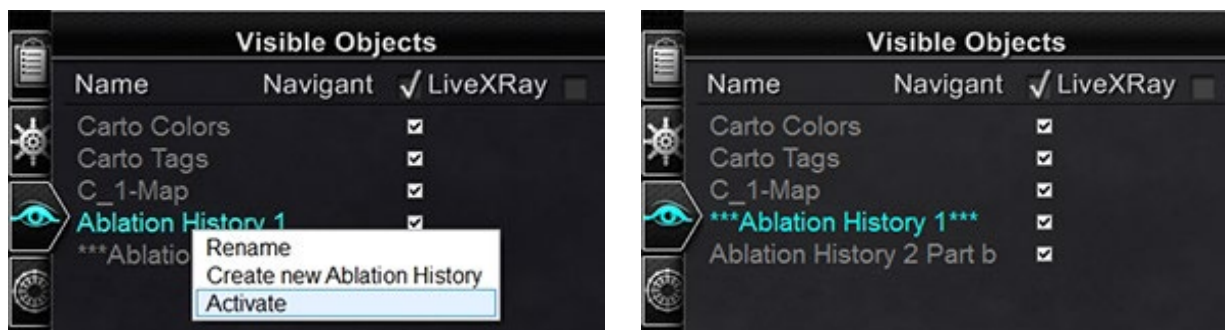 Visible Objects
Name Navigant LiveXRay
Carto Colors
Carto Tags
C_1-Map
Ablation History 1
***Ablatio
Rename
Create new Ablation History
Activate
Visible Objects
Name Navigant LiveXRay
Carto Colors
Carto Tags
C_1-Map
***Ablation History 1***
Ablation History 2 Part b